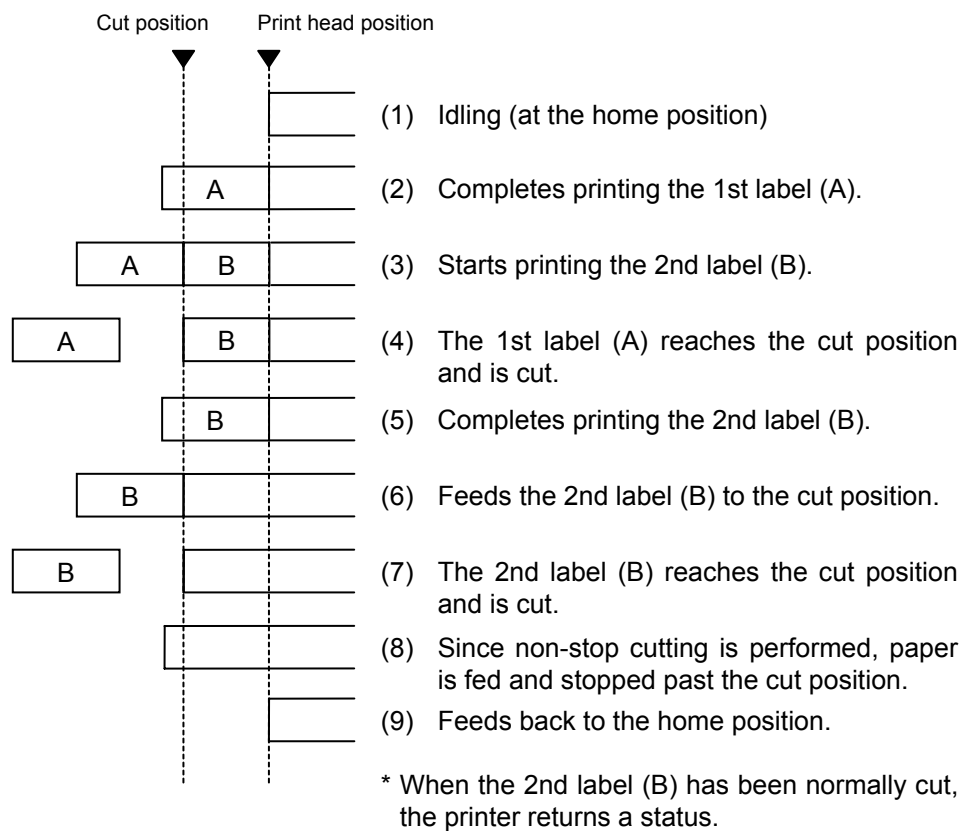 Cut position Print head position
(1) Idling (at the home position)
A (2) Completes printing the 1st label (A).
A B (3) Starts printing the 2nd label (B).
A B (4) The 1st label (A) reaches the cut position
and is cut.
B (5) Completes printing the 2nd label (B).
B (6) Feeds the 2nd label (B) to the cut position.
B (7) The 2nd label (B) reaches the cut position
and is cut.
(8) Since non-stop cutting is performed, paper
is fed and stopped past the cut position.
(9) Feeds back to the home position.
* When the 2nd label (B) has been normally cut,
the printer returns a status.